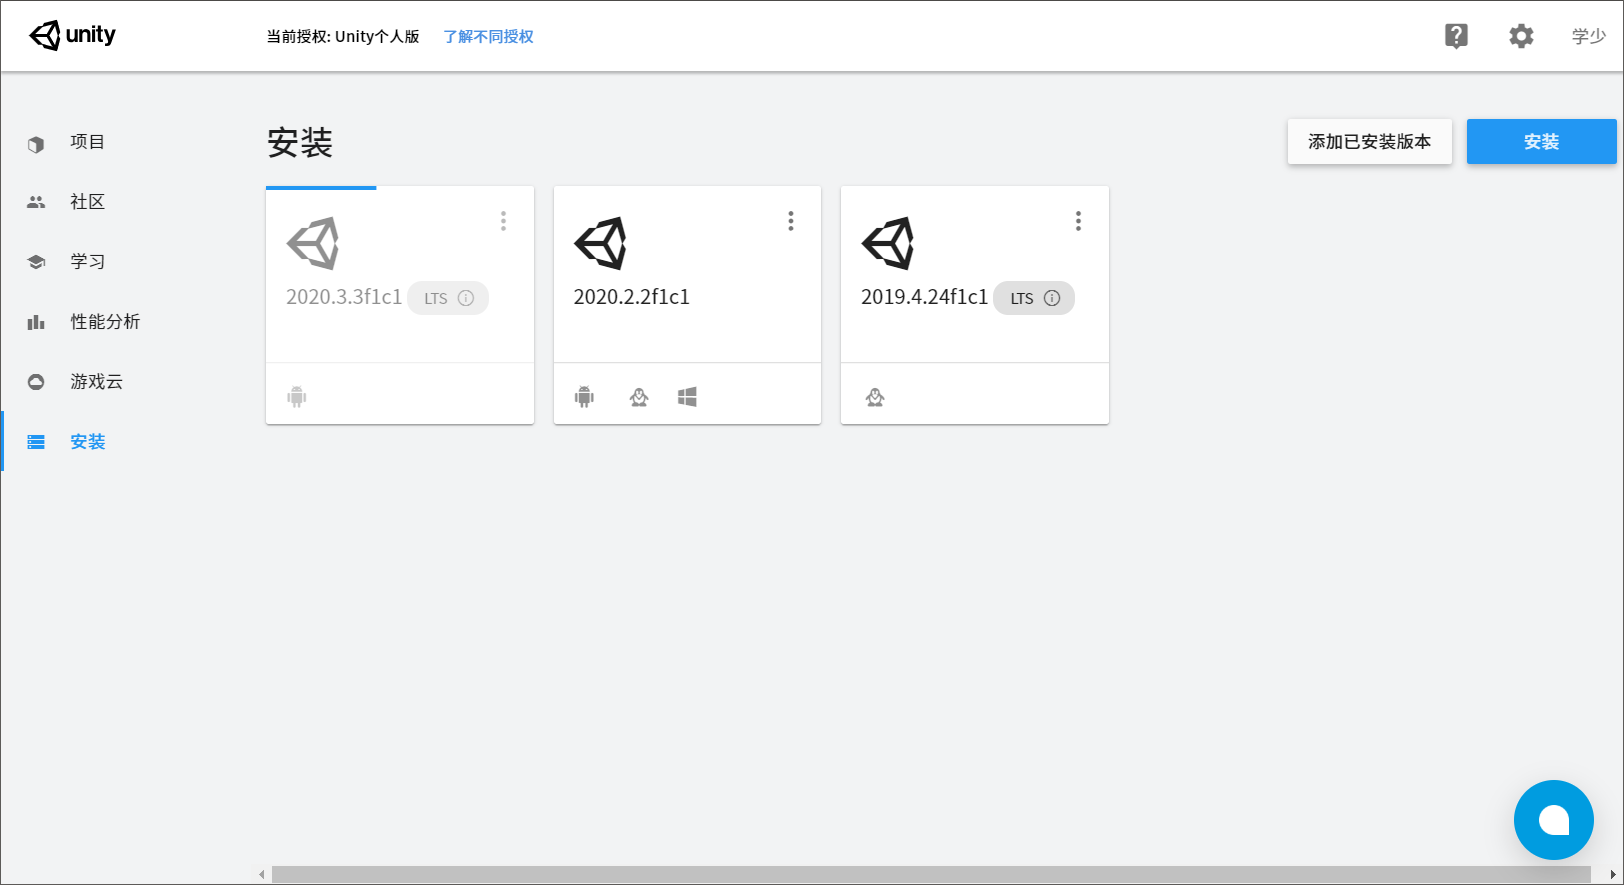 unity
当前授权: Unity个人版 了解不同授权
学少
项目
社区
学习
性能分析
游戏云
安装
安装
添加已安装版本
安装
2020.3.3f1c1 LTS
2020.2.2f1c1
2019.4.24f1c1 LTS